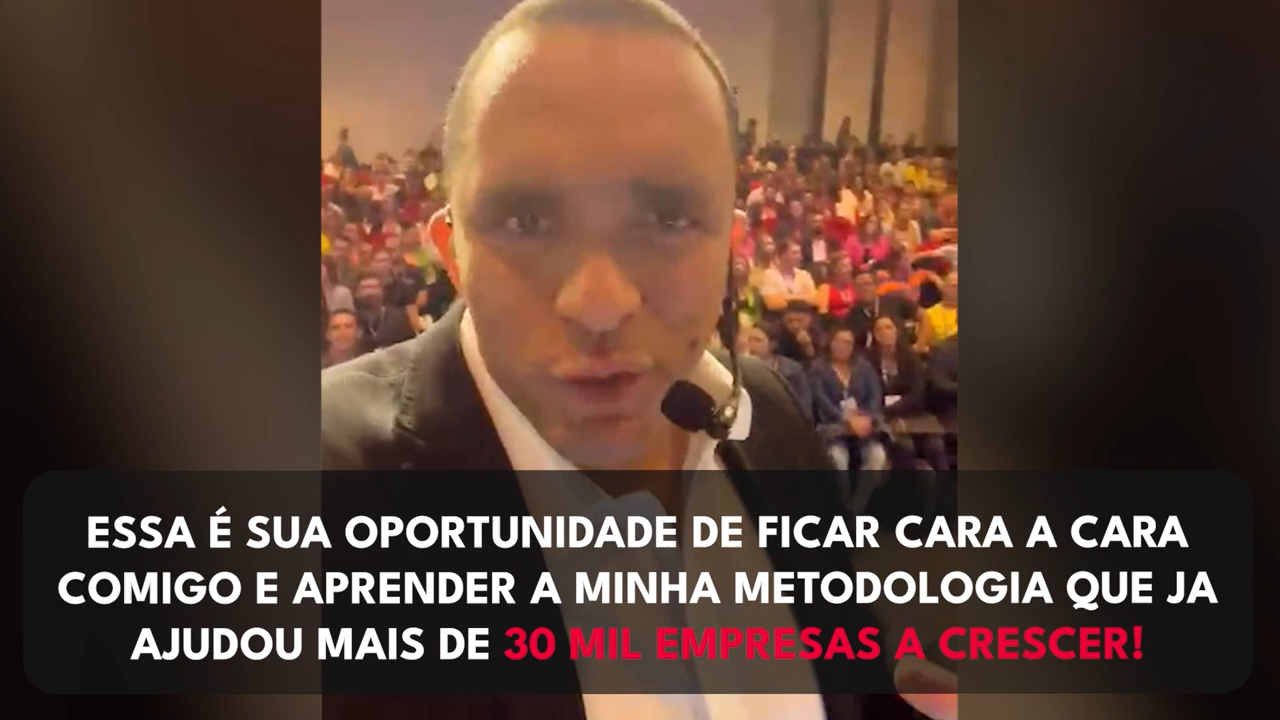 ESSA É SUA OPORTUNIDADE DE FICAR CARA A CARA
COMIGO E APRENDER A MINHA METODOLOGIA QUE JA
AJUDOU MAIS DE 30 MIL EMPRESAS A CRESCER!